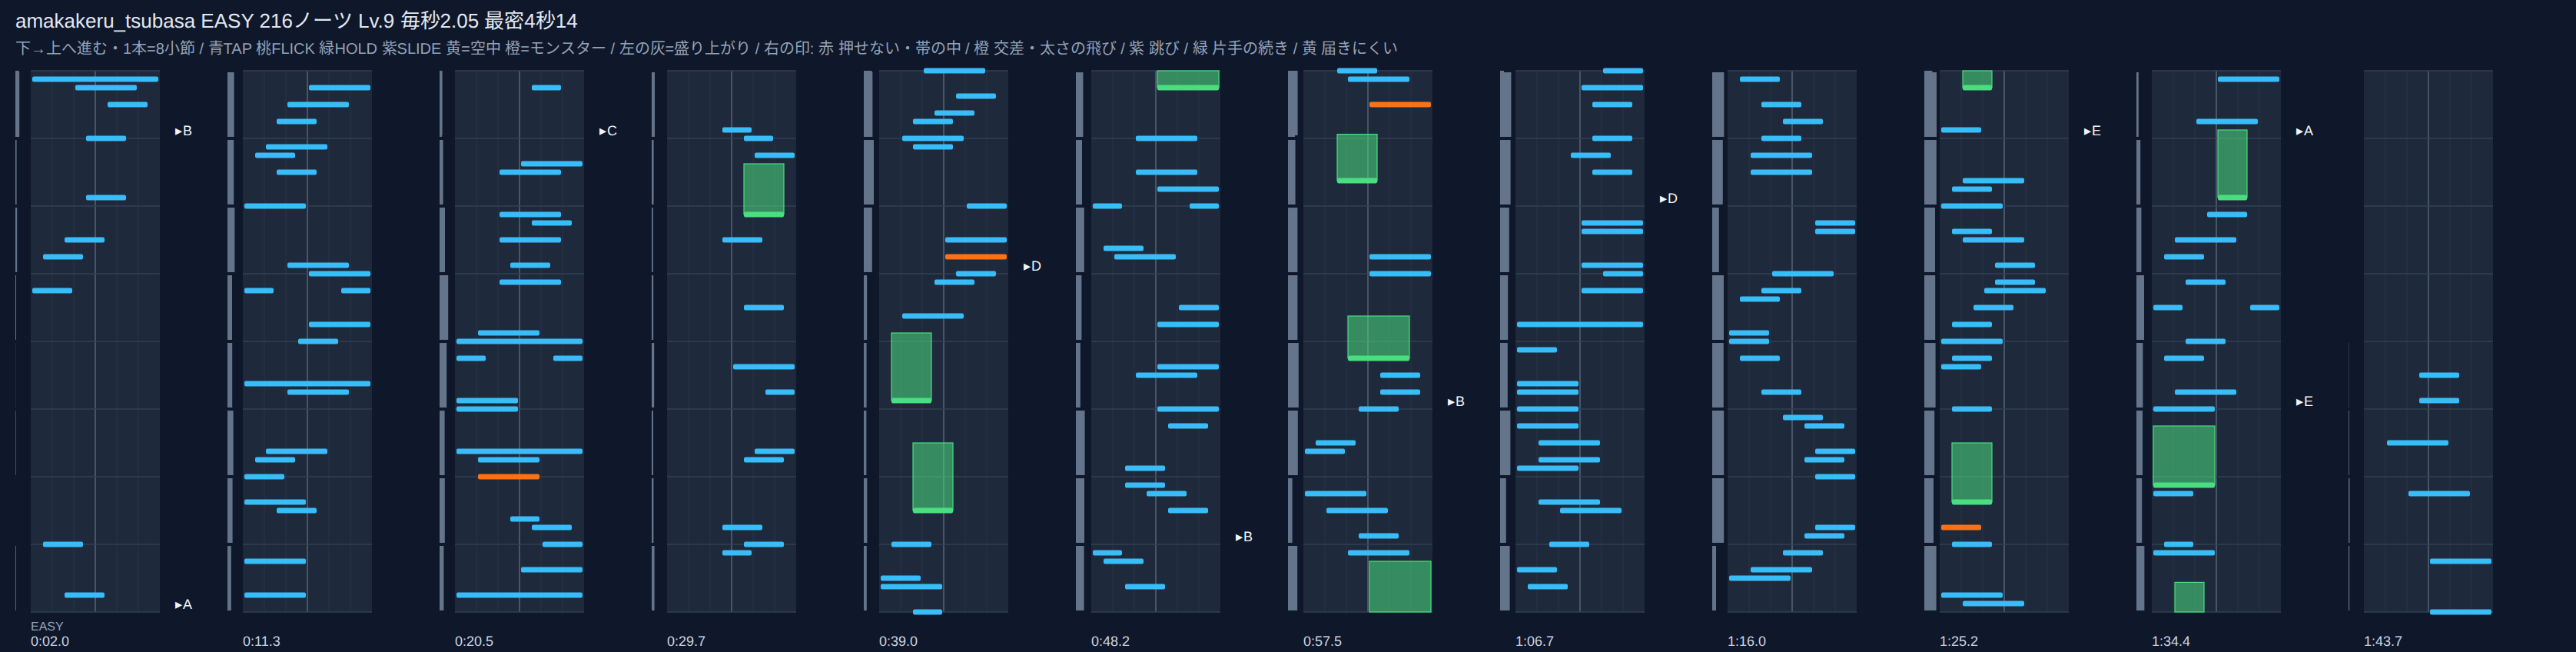 amakakeru_tsubasa EASY 216ノーツ Lv.9 毎秒2.05 最密4秒14
下→上へ進む・1本=8小節 / 青TAP 桃FLICK 緑HOLD 紫SLIDE 黄=空中 橙=モンスター / 左の灰=盛り上がり / 右の印: 赤 押せない・帯の中 / 橙 交差・太さの飛び / 紫 跳び / 緑 片手の続き / 黄 届きにくい
▸B
▸A
▸C
▸D
▸B
▸B
▸D
▸E
▸A
▸E
EASY
0:02.0
0:11.3
0:20.5
0:29.7
0:39.0
0:48.2
0:57.5
1:06.7
1:16.0
1:25.2
1:34.4
1:43.7